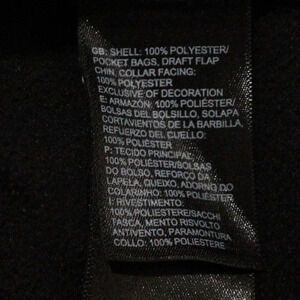 GB: SHELL: 100% POLYESTER/
POCKET BAGS, DRAFT FLAP
CHIN, COLLAR FACING:
100% POLYESTER
EXCLUSIVE OF DECORATION
E: ARMAZÓN: 100% POLIÉSTER/
BOLSAS DEL BOLSILLO, SOLAPA
CORTAVIENTOS DE LA BARBILLA,
REFUERZO DEL CUELLO:
100% POLIÉSTER
P: TECIDO PRINCIPAL:
100% POLIÉSTER/BOLSAS
DO BOLSO, REFORÇO DA
LAPELA, QUEIXO, ADORNO DO
COLARINHO: 100% POLIÉSTER
I: RIVESTIMENTO:
100% POLIESTERE/SACCHI
TASCA, MENTO RISVOLTO
ANTIVENTO, PARAMONTURA
COLLO: 100% POLIESTERE